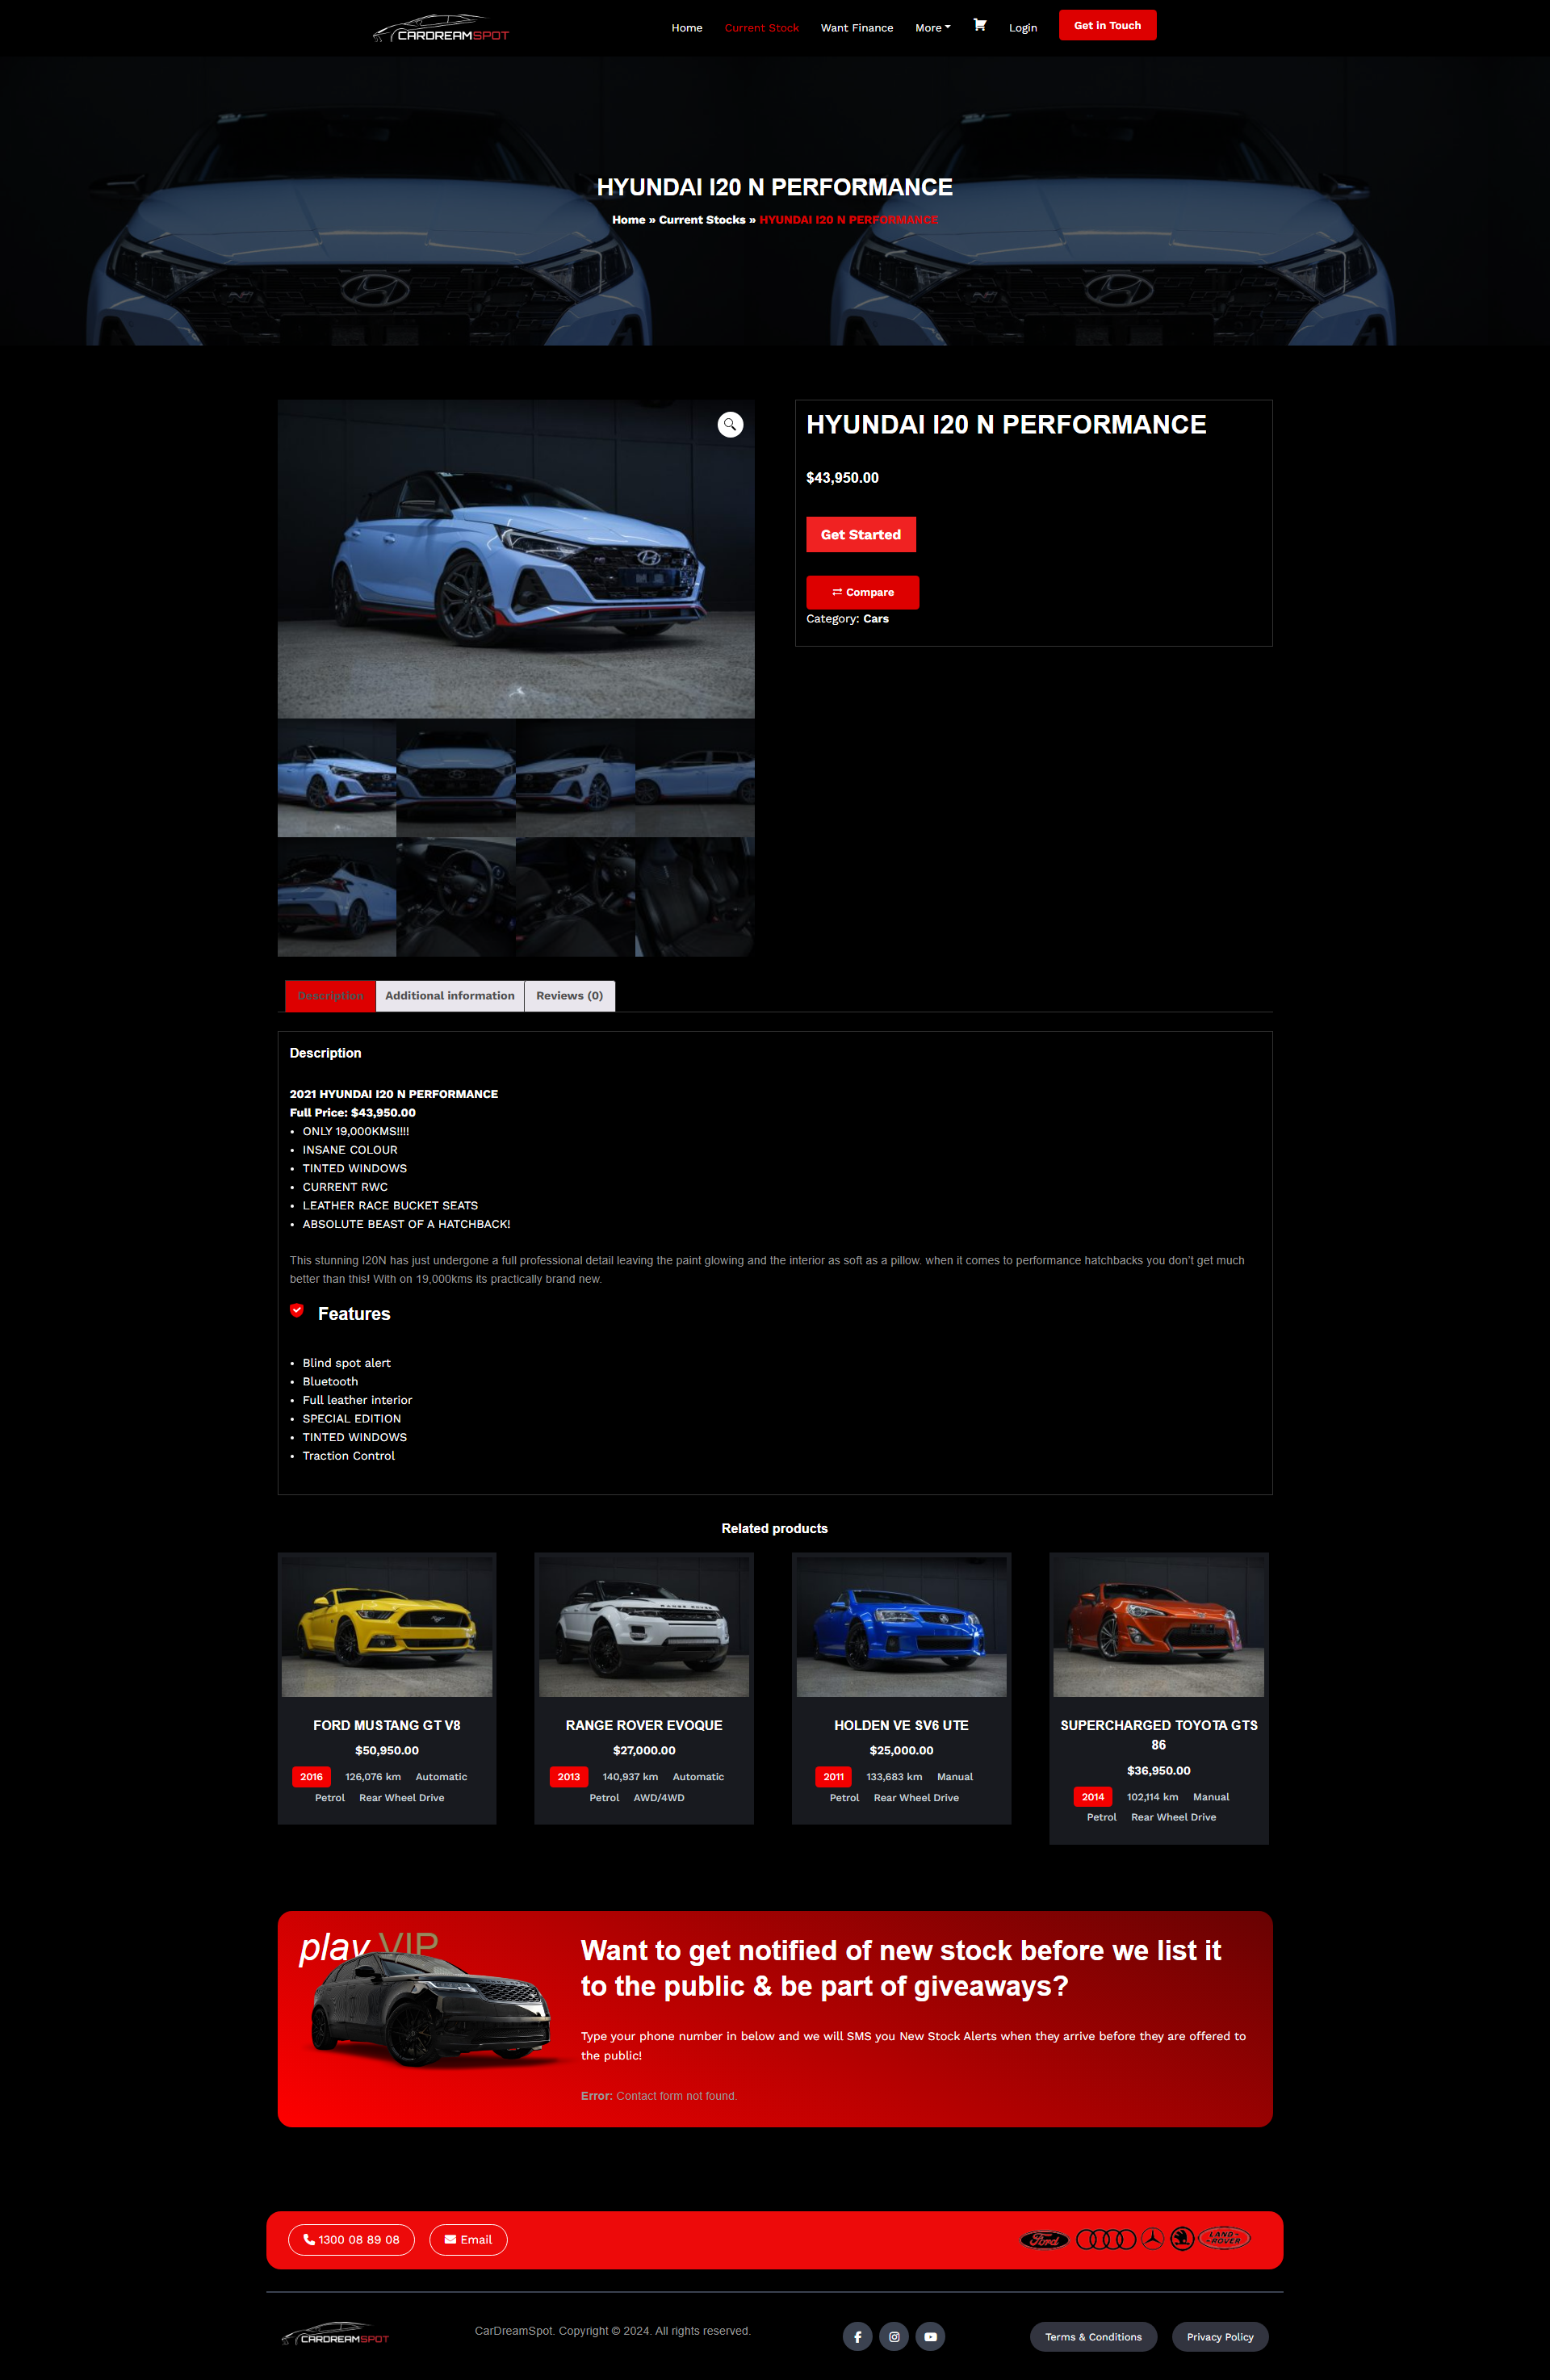 CARDREAMSPOT
Home
Current Stock
Want Finance
More
Login
Get in Touch
HYUNDAI I20 N PERFORMANCE
Home » Current Stocks » HYUNDAI I20 N PERFORMANCE
HYUNDAI I20 N PERFORMANCE
$43,950.00
Get Started
Compare
Category: Cars
Description
Additional information
Reviews (0)
Description
2021 HYUNDAI I20 N PERFORMANCE
Full Price: $43,950.00
• ONLY 19,000KMS!!!!
• INSANE COLOUR
• TINTED WINDOWS
• CURRENT RWC
• LEATHER RACE BUCKET SEATS
• ABSOLUTE BEAST OF A HATCHBACK!
This stunning I20N has just undergone a full professional detail leaving the paint glowing and the interior as soft as a pillow. when it comes to performance hatchbacks you don't get much
better than this! With on 19,000kms its practically brand new.
Features
• Blind spot alert
• Bluetooth
• Full leather interior
• SPECIAL EDITION
• TINTED WINDOWS
• Traction Control
Related products
FORD MUSTANG GT V8
$50,950.00
2016 126,076 km Automatic
Petrol Rear Wheel Drive
RANGE ROVER EVOQUE
$27,000.00
2013 140,937 km Automatic
Petrol AWD/4WD
HOLDEN VE SV6 UTE
$25,000.00
2011 133,683 km Manual
Petrol Rear Wheel Drive
SUPERCHARGED TOYOTA GTS
86
$36,950.00
2014 102,114 km Manual
Petrol Rear Wheel Drive
play VIP
Want to get notified of new stock before we list it
to the public & be part of giveaways?
Type your phone number in below and we will SMS you New Stock Alerts when they arrive before they are offered to
the public!
Error: Contact form not found.
1300 08 89 08
Email
Ford
LAND ROVER
CARDREAMSPOT
CarDreamSpot. Copyright © 2024. All rights reserved.
Terms & Conditions
Privacy Policy